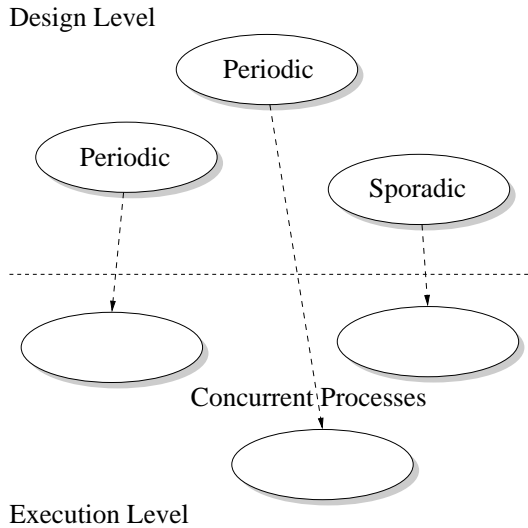 Design Level
Periodic
Periodic
Sporadic
Concurrent Processes
Execution Level